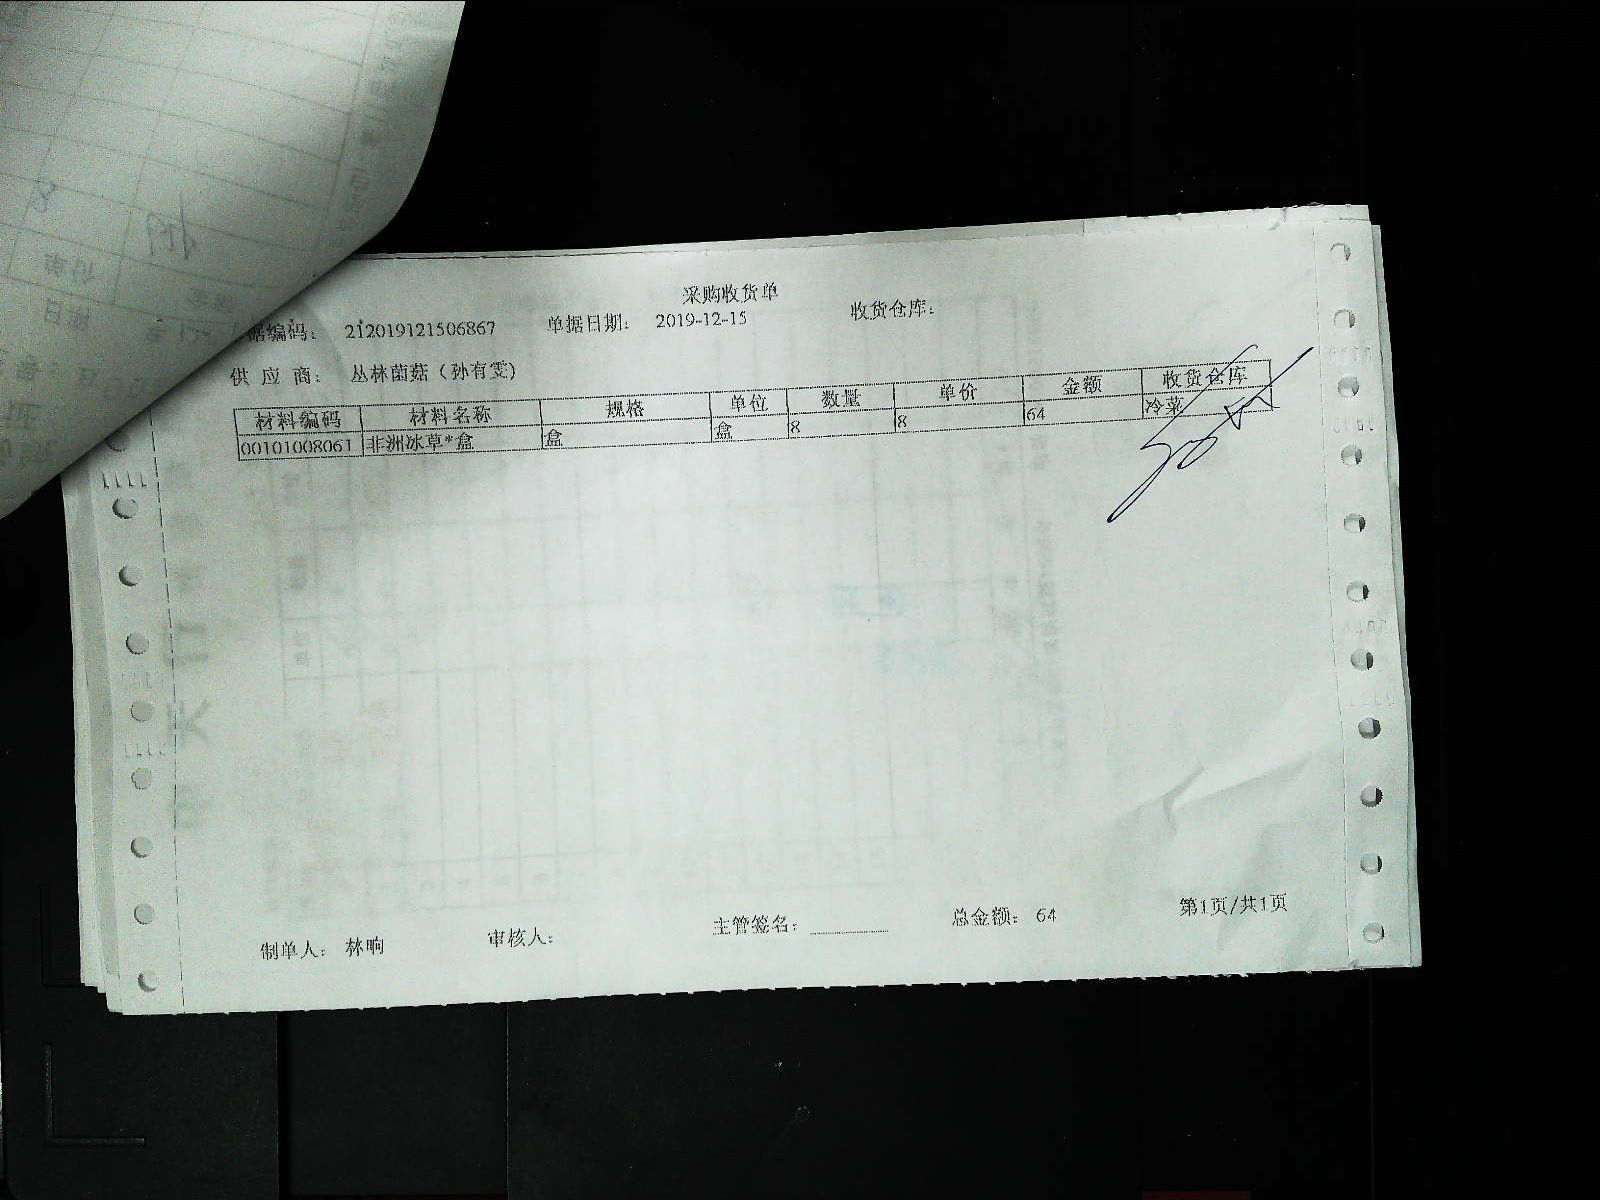 采购收货单
据编码： 212019121506867 单据日期： 2019-12-15 收货仓库：
供 应 商： 丛林菌菇（孙有雯）
材料编码 材料名称 规格 单位 数量 单价 金额 收货仓库
00101008061 非洲冰草*盒 盒 盒 8 8 64 冷菜
制单人： 林响 审核人： 主管签名： 总金额： 64 第1页/共1页